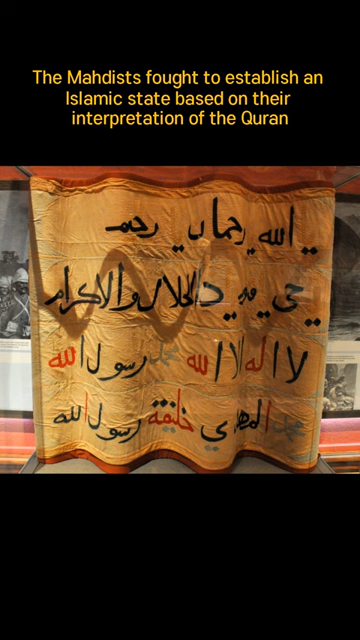 The Mahdists fought to establish an
Islamic state based on their
interpretation of the Quran
يا الله يا رحمان يا رحيم
يا حي يا قيوم يا ذا الجلال والاكرام
لا اله الا الله محمد رسول الله
محمد المهدي خليفة رسول الله